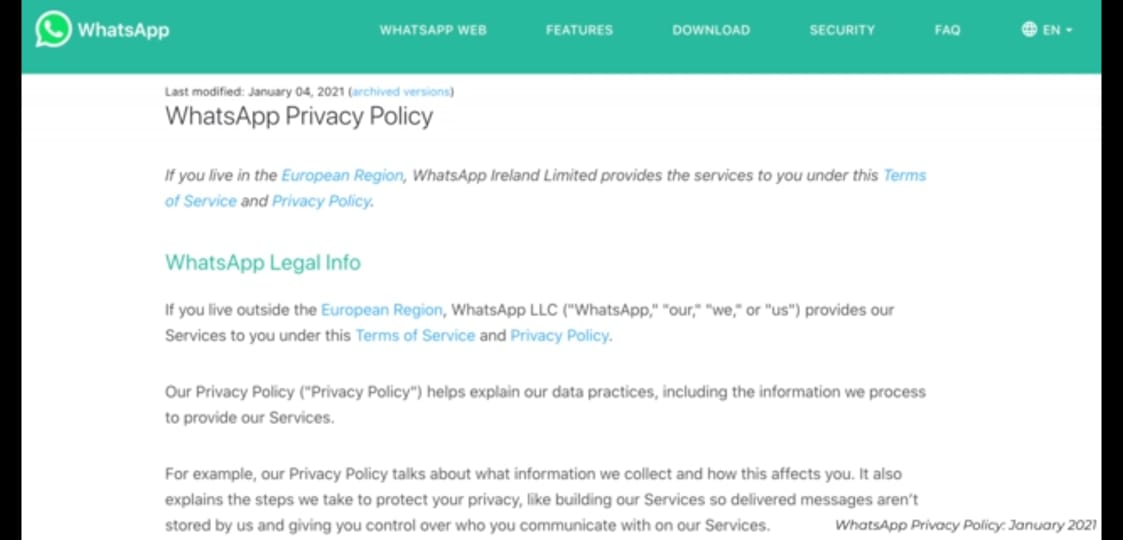 WhatsApp
WHATSAPP WEB FEATURES DOWNLOAD SECURITY FAQ EN
Last modified: January 04, 2021 (archived versions)
WhatsApp Privacy Policy
If you live in the European Region, WhatsApp Ireland Limited provides the services to you under this Terms
of Service and Privacy Policy.
WhatsApp Legal Info
If you live outside the European Region, WhatsApp LLC ("WhatsApp," "our," "we," or "us") provides our
Services to you under this Terms of Service and Privacy Policy.
Our Privacy Policy ("Privacy Policy") helps explain our data practices, including the information we process
to provide our Services.
For example, our Privacy Policy talks about what information we collect and how this affects you. It also
explains the steps we take to protect your privacy, like building our Services so delivered messages aren't
stored by us and giving you control over who you communicate with on our Services.
WhatsApp Privacy Policy: January 2021